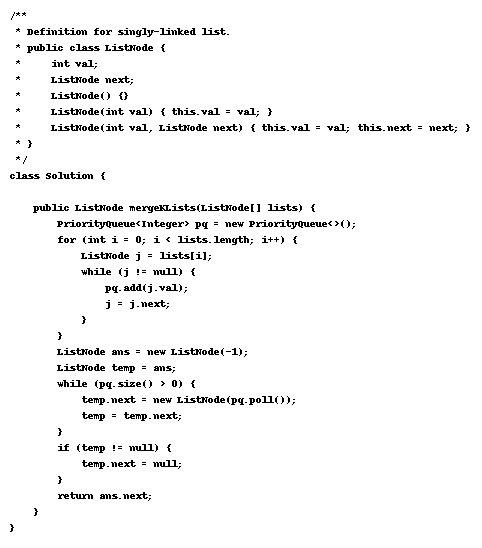 /**
 * Definition for singly-linked list.
 * public class ListNode {
 *     int val;
 *     ListNode next;
 *     ListNode() {}
 *     ListNode(int val) { this.val = val; }
 *     ListNode(int val, ListNode next) { this.val = val; this.next = next; }
 * }
 */
class Solution {

    public ListNode mergeKLists(ListNode[] lists) {
        PriorityQueue<Integer> pq = new PriorityQueue<>();
        for (int i = 0; i < lists.length; i++) {
            ListNode j = lists[i];
            while (j != null) {
                pq.add(j.val);
                j = j.next;
            }
        }
        ListNode ans = new ListNode(-1);
        ListNode temp = ans;
        while (pq.size() > 0) {
            temp.next = new ListNode(pq.poll());
            temp = temp.next;
        }
        if (temp != null) {
            temp.next = null;
        }
        return ans.next;
    }
}